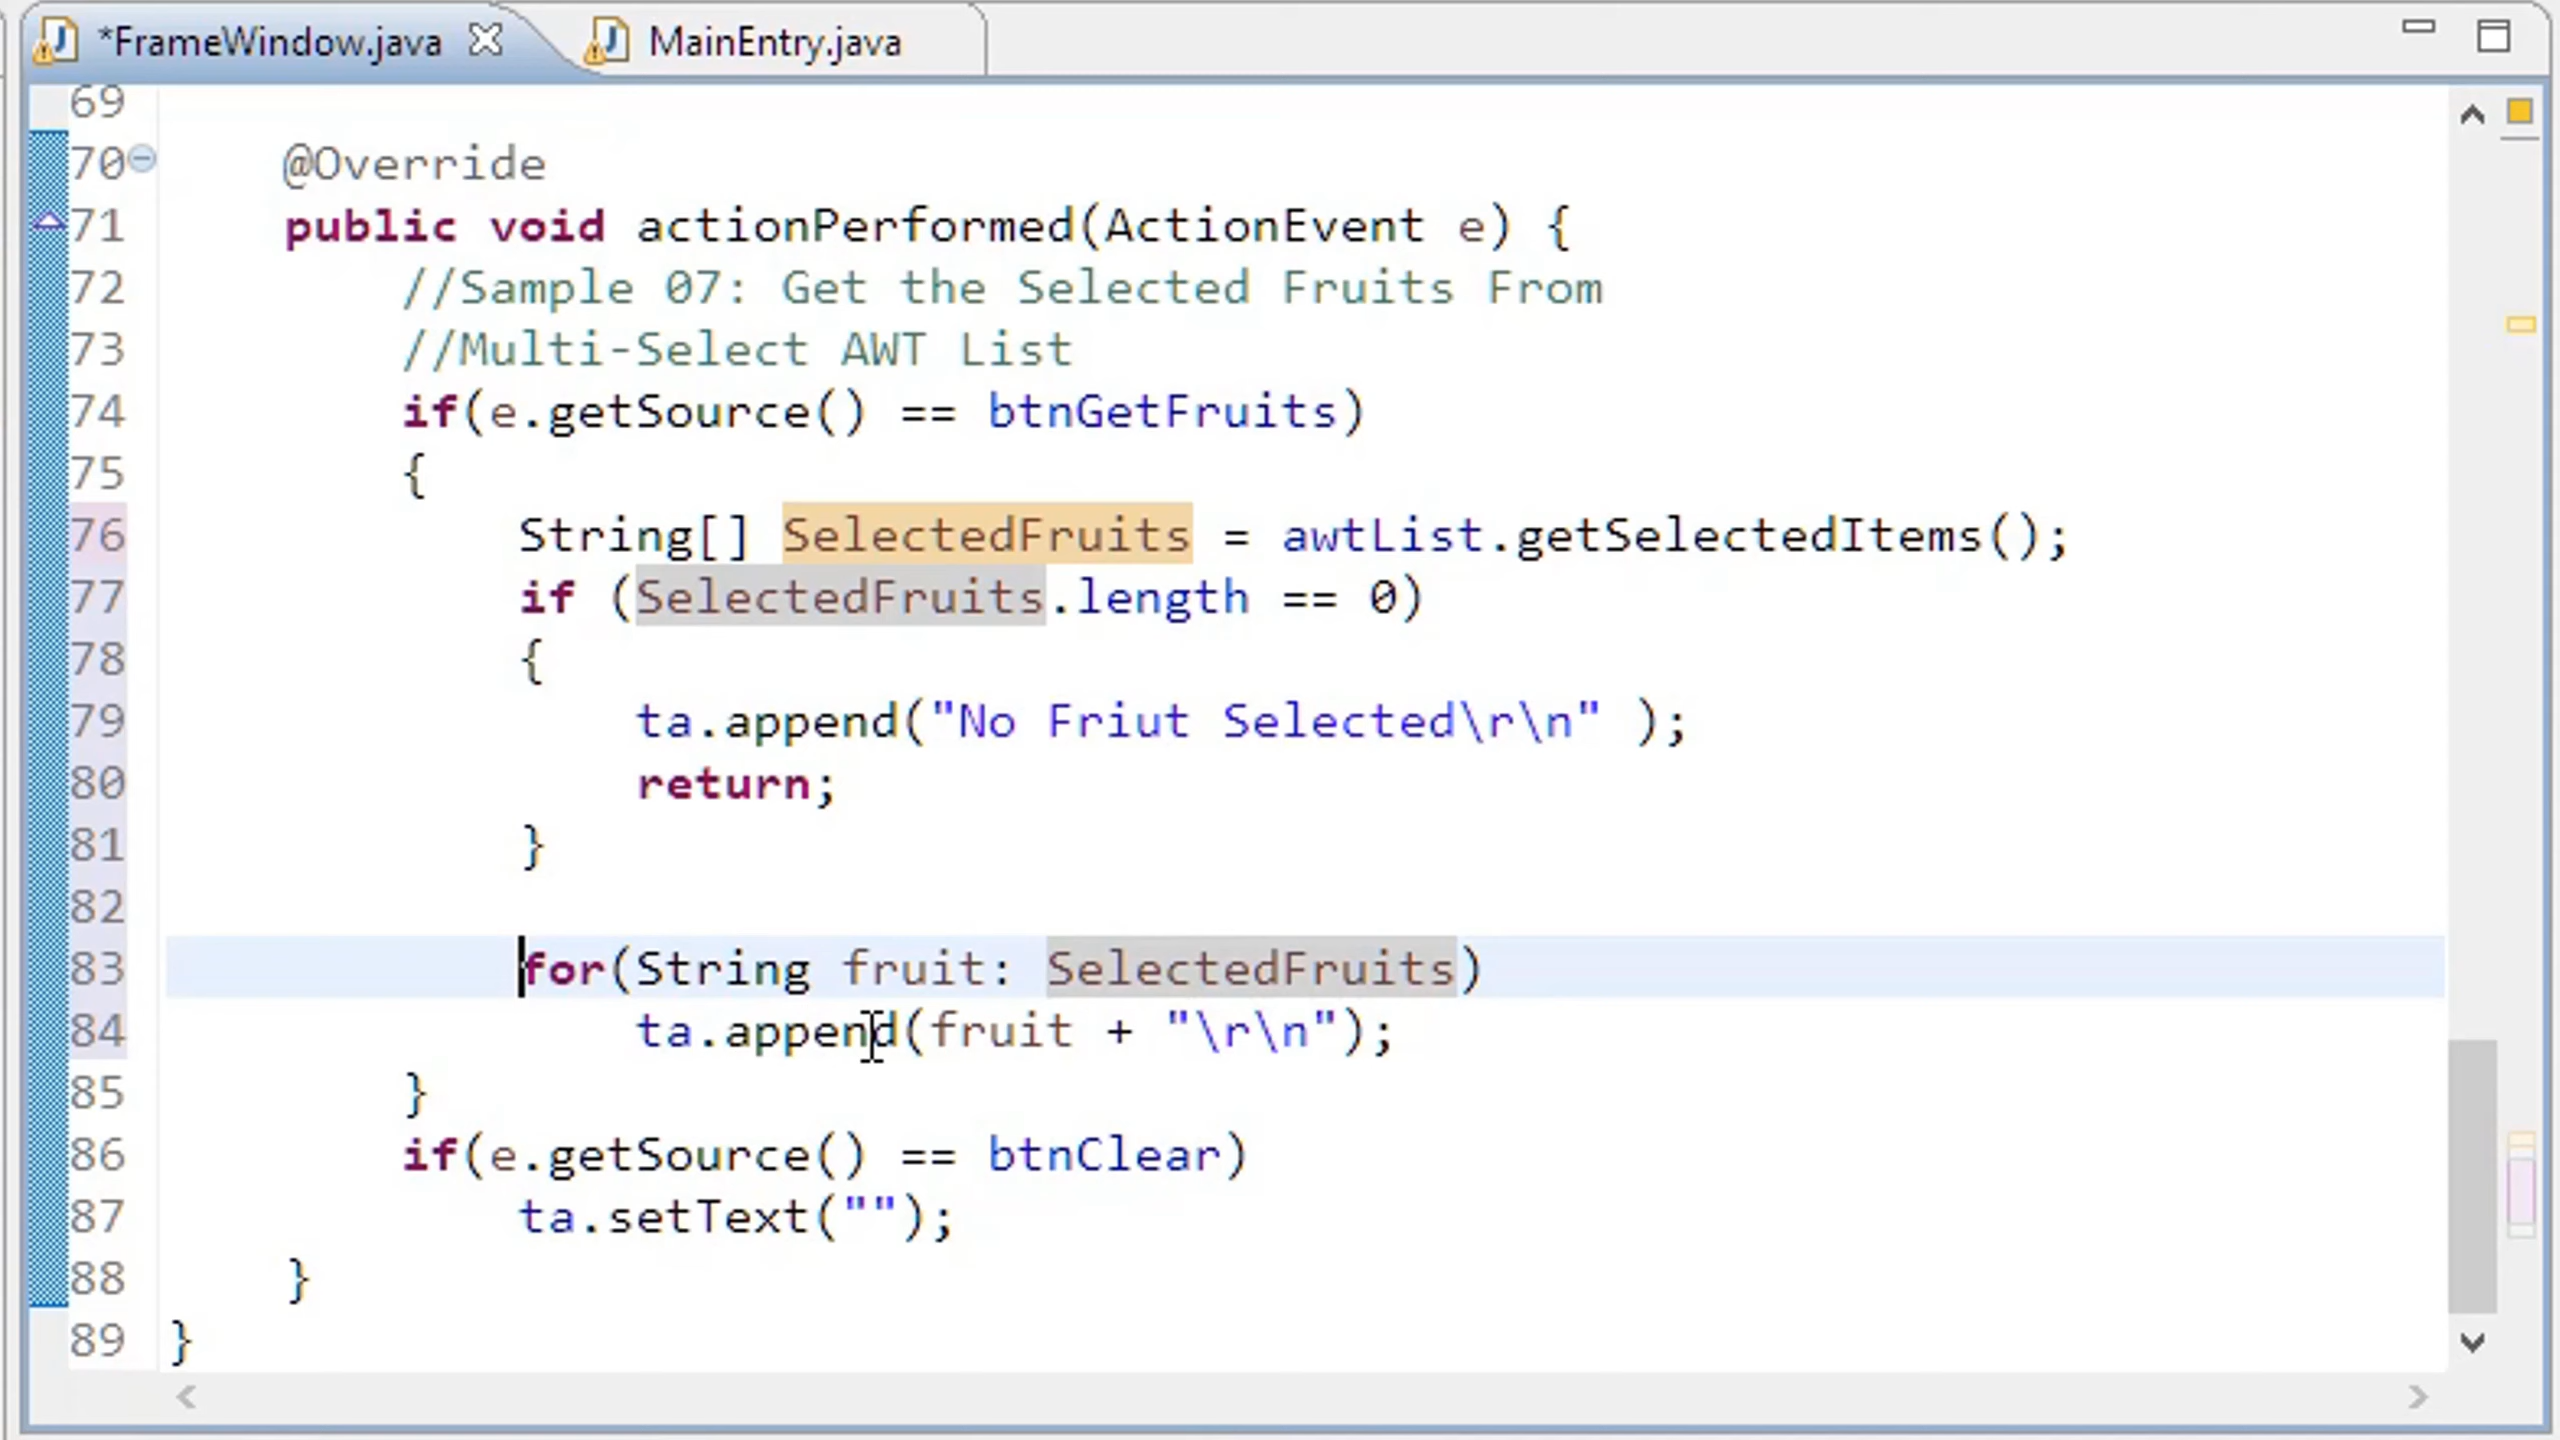 *FrameWindow.java MainEntry.java
69
70 @Override
71 public void actionPerformed(ActionEvent e) {
72 //Sample 07: Get the Selected Fruits From
73 //Multi-Select AWT List
74 if(e.getSource() == btnGetFruits)
75 {
76 String[] SelectedFruits = awtList.getSelectedItems();
77 if (SelectedFruits.length == 0)
78 {
79 ta.append("No Friut Selected\r\n" );
80 return;
81 }
82
83 for(String fruit: SelectedFruits)
84 ta.append(fruit + "\r\n");
85 }
86 if(e.getSource() == btnClear)
87 ta.setText("");
88 }
89 }